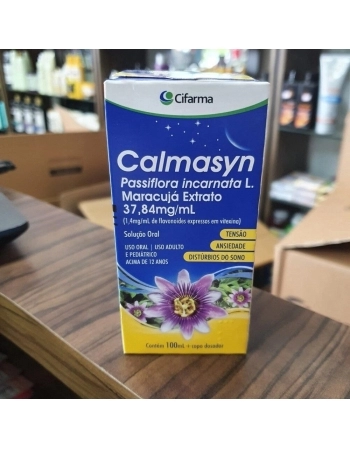 Cifarma
Calmasyn
Passiflora incarnata L.
Maracujá Extrato
37,84mg/mL
(1,4mg/mL de flavonoides expressos em vitexina)
Solução Oral
USO ORAL | USO ADULTO
E PEDIÁTRICO
ACIMA DE 12 ANOS
TENSÃO
ANSIEDADE
DISTÚRBIOS DO SONO
Contém 100mL + copo dosador